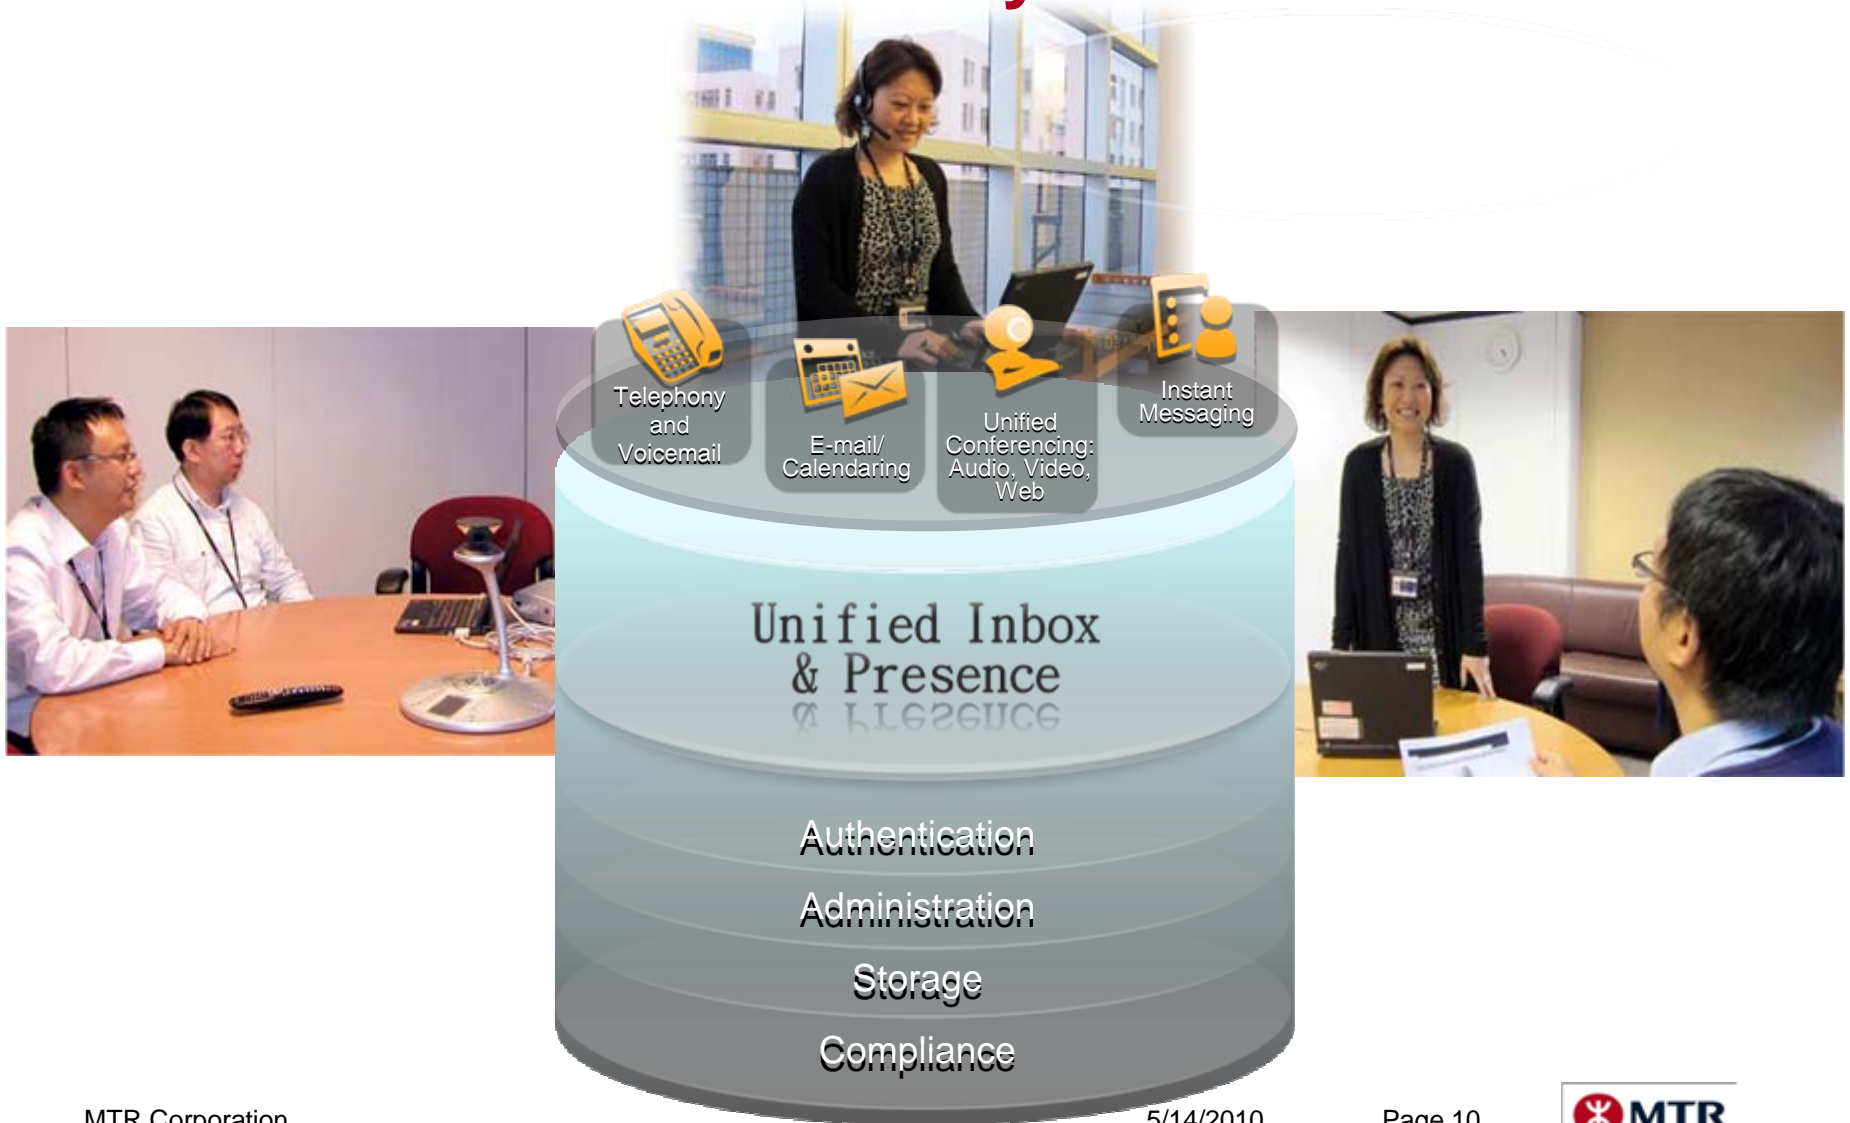 Telephony
and
Voicemail
E-mail/
Calendaring
Unified
Conferencing:
Audio, Video,
Web
Instant
Messaging
Unified Inbox
& Presence
Authentication
Administration
Storage
Compliance
MTR Corporation
5/14/2010
Page 10
MTR